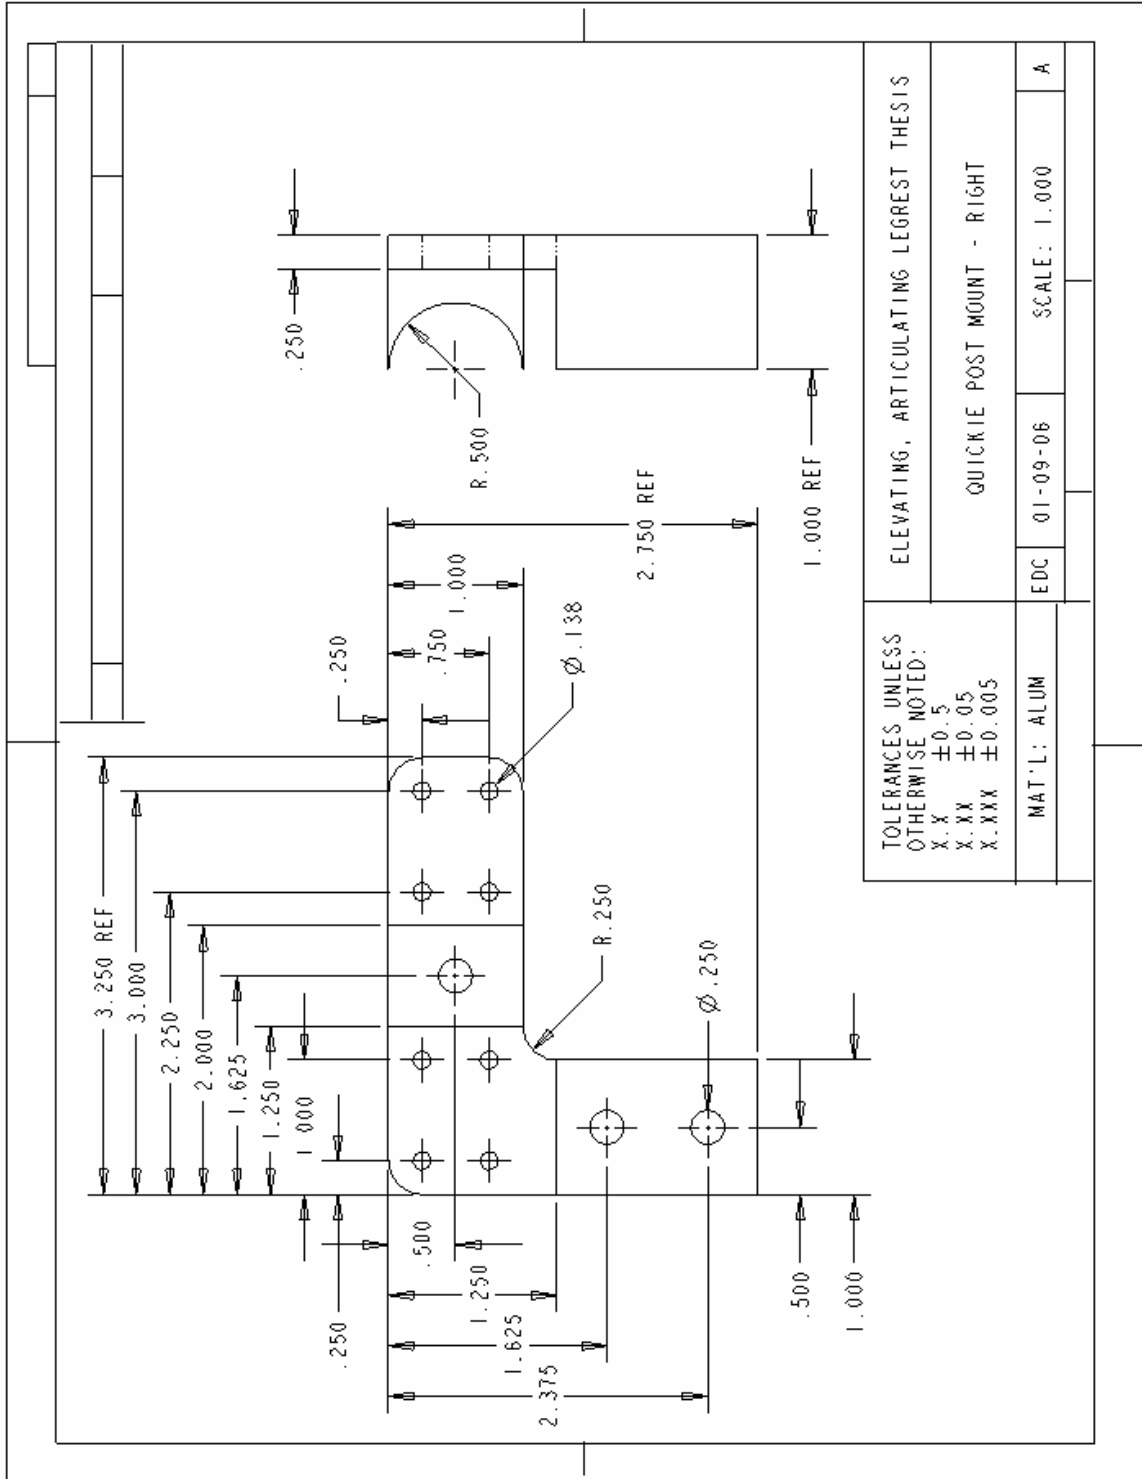 3.250 REF
3.000
2.250
2.000
1.625
1.250
1.000
.250
.250
.750
1.000
2.750 REF
Ø.138
R.250
Ø.250
.500
1.250
1.625
2.375
.250
.500
1.000
.250
R.500
1.000 REF
TOLERANCES UNLESS
OTHERWISE NOTED:
X.X ±0.5
X.XX ±0.05
X.XXX ±0.005
MAT'L: ALUM
ELEVATING, ARTICULATING LEGREST THESIS
QUICKIE POST MOUNT - RIGHT
EDC 01-09-06 SCALE: 1.000 A